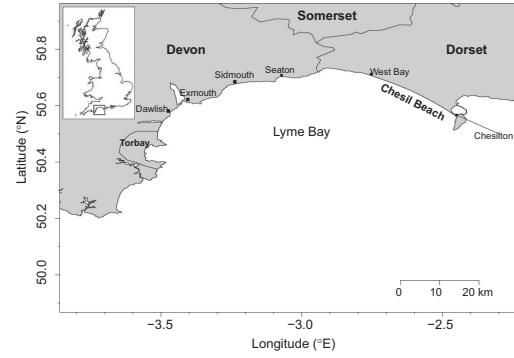 Somerset
Devon
Dorset
Sidmouth
Seaton
West Bay
Exmouth
Dawlish
Chesil Beach
Chesilton
Lyme Bay
Torbay
Latitude (°N)
50.8
50.6
50.4
50.2
50.0
0 10 20 km
−3.5 −3.0 −2.5
Longitude (°E)